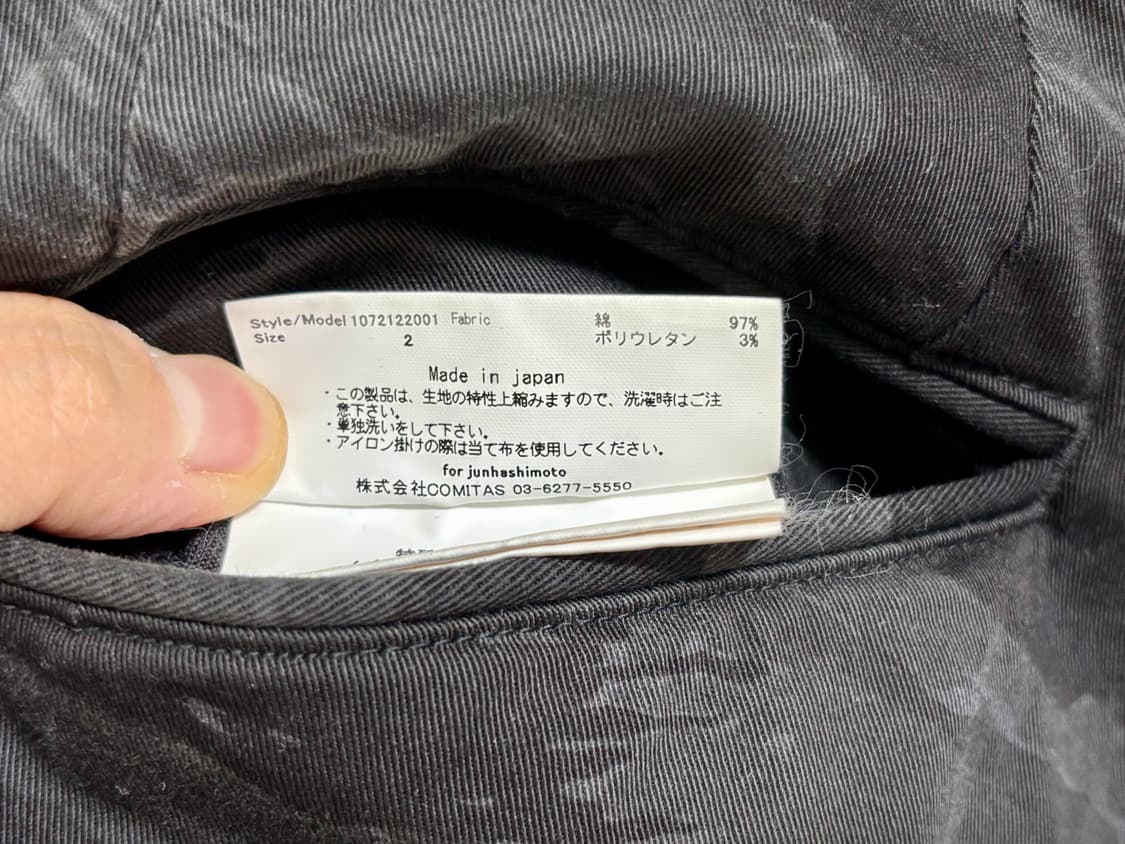 Style/Model 1072122001 Fabric 綿 97%
Size 2 ポリウレタン 3%
Made in japan
・この製品は、生地の特性上縮みますので、洗濯時はご注
意下さい。
・単独洗いをして下さい。
・アイロン掛けの際は当て布を使用してください。
for junhashimoto
株式会社COMITAS 03-6277-5550